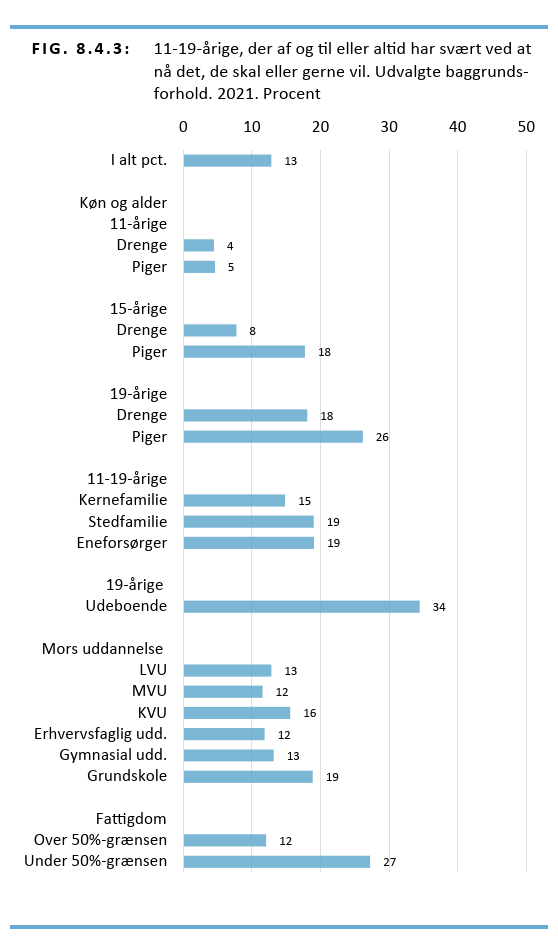 FIG. 8.4.3: 11-19-årige, der af og til eller altid har svært ved at
nå det, de skal eller gerne vil. Udvalgte baggrunds-
forhold. 2021. Procent
0 10 20 30 40 50
I alt pct. 13
Køn og alder
11-årige
Drenge 4
Piger 5
15-årige
Drenge 8
Piger 18
19-årige
Drenge 18
Piger 26
11-19-årige
Kernefamilie 15
Stedfamilie 19
Eneforsørger 19
19-årige
Udeboende 34
Mors uddannelse
LVU 13
MVU 12
KVU 16
Erhvervsfaglig udd. 12
Gymnasial udd. 13
Grundskole 19
Fattigdom
Over 50%-grænsen 12
Under 50%-grænsen 27